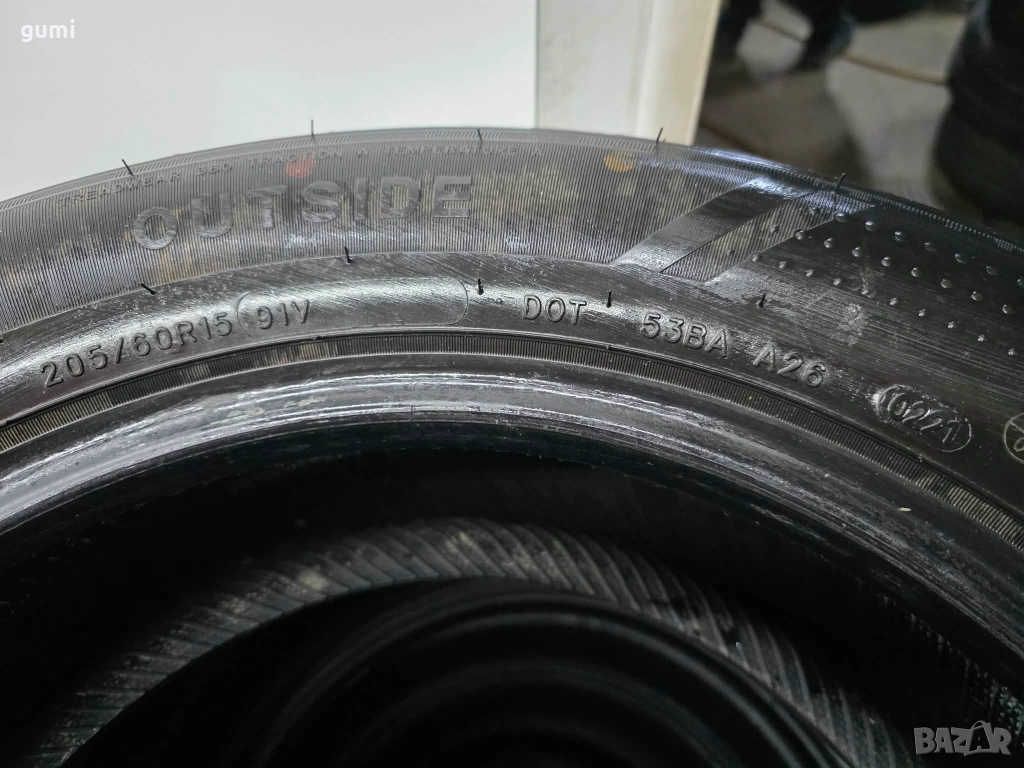 gumi
TREADWEAR 360 TRACTION A TEMPERATURE A
OUTSIDE
205/60R15 91V DOT 53BA A26 0221
BAZAR